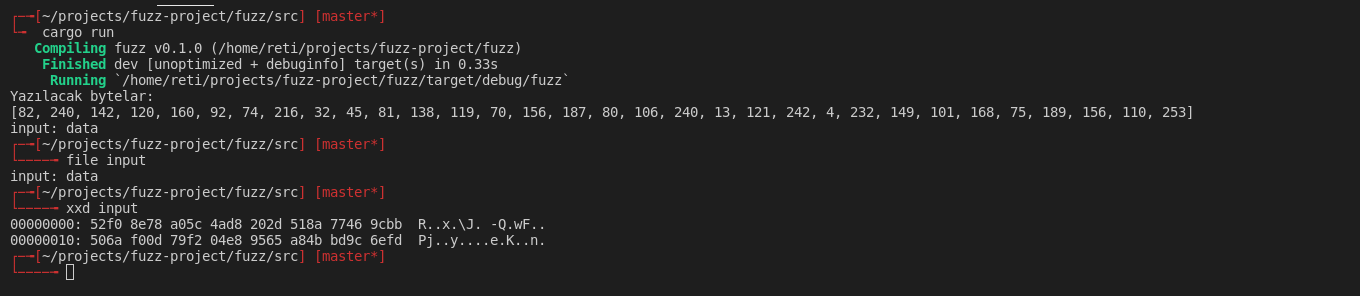 [~/projects/fuzz-project/fuzz/src] [master*]
cargo run
Compiling fuzz v0.1.0 (/home/reti/projects/fuzz-project/fuzz)
Finished dev [unoptimized + debuginfo] target(s) in 0.33s
Running `/home/reti/projects/fuzz-project/fuzz/target/debug/fuzz`
Yazılacak bytelar:
[82, 240, 142, 120, 160, 92, 74, 216, 32, 45, 81, 138, 119, 70, 156, 187, 80, 106, 240, 13, 121, 242, 4, 232, 149, 101, 168, 75, 189, 156, 110, 253]
input: data
[~/projects/fuzz-project/fuzz/src] [master*]
file input
input: data
[~/projects/fuzz-project/fuzz/src] [master*]
xxd input
00000000: 52f0 8e78 a05c 4ad8 202d 518a 7746 9cbb  R..x.\J. -Q.wF..
00000010: 506a f00d 79f2 04e8 9565 a84b bd9c 6efd  Pj..y....e.K..n.
[~/projects/fuzz-project/fuzz/src] [master*]